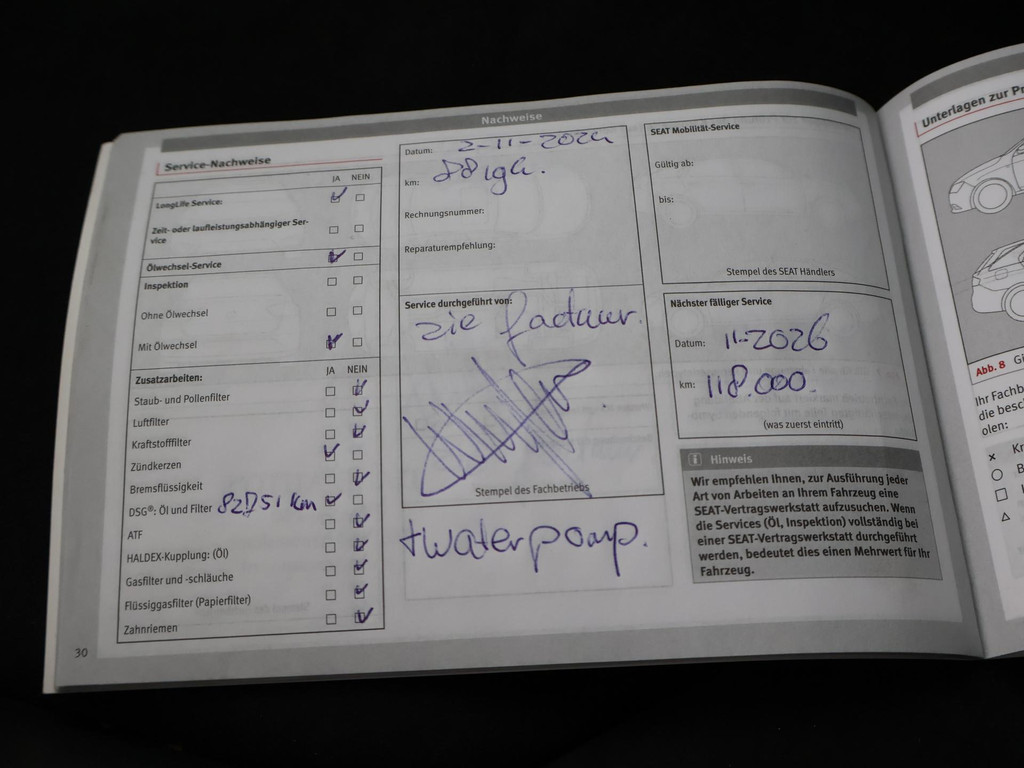 Nachweise
Service-Nachweise
JA NEIN
LongLife Service:
Zeit- oder laufleistungsabhängiger Ser-
vice
Ölwechsel-Service
Inspektion
Ohne Ölwechsel
Mit Ölwechsel
Zusatzarbeiten: JA NEIN
Staub- und Pollenfilter
Luftfilter
Kraftstofffilter
Zündkerzen
Bremsflüssigkeit
DSG®: Öl und Filter 82751 km
ATF
HALDEX-Kupplung: (Öl)
Gasfilter und -schläuche
Flüssiggasfilter (Papierfilter)
Zahnriemen
30
Datum: 2-11-2024
km:
Rechnungsnummer:
Reparaturempfehlung:
Service durchgeführt von:
zie factuur.
Stempel des Fachbetriebs
+waterpomp.
SEAT Mobilität-Service
Gültig ab:
bis:
Stempel des SEAT Händlers
Nächster fälliger Service
Datum: 11-2026
km: 118.000.
(was zuerst eintritt)
Hinweis
Wir empfehlen Ihnen, zur Ausführung jeder
Art von Arbeiten an Ihrem Fahrzeug eine
SEAT-Vertragswerkstatt aufzusuchen. Wenn
die Services (Öl, Inspektion) vollständig bei
einer SEAT-Vertragswerkstatt durchgeführt
werden, bedeutet dies einen Mehrwert für Ihr
Fahrzeug.
Unterlagen zur
Abb. 8
Ihr Fachb
die besch
olen: